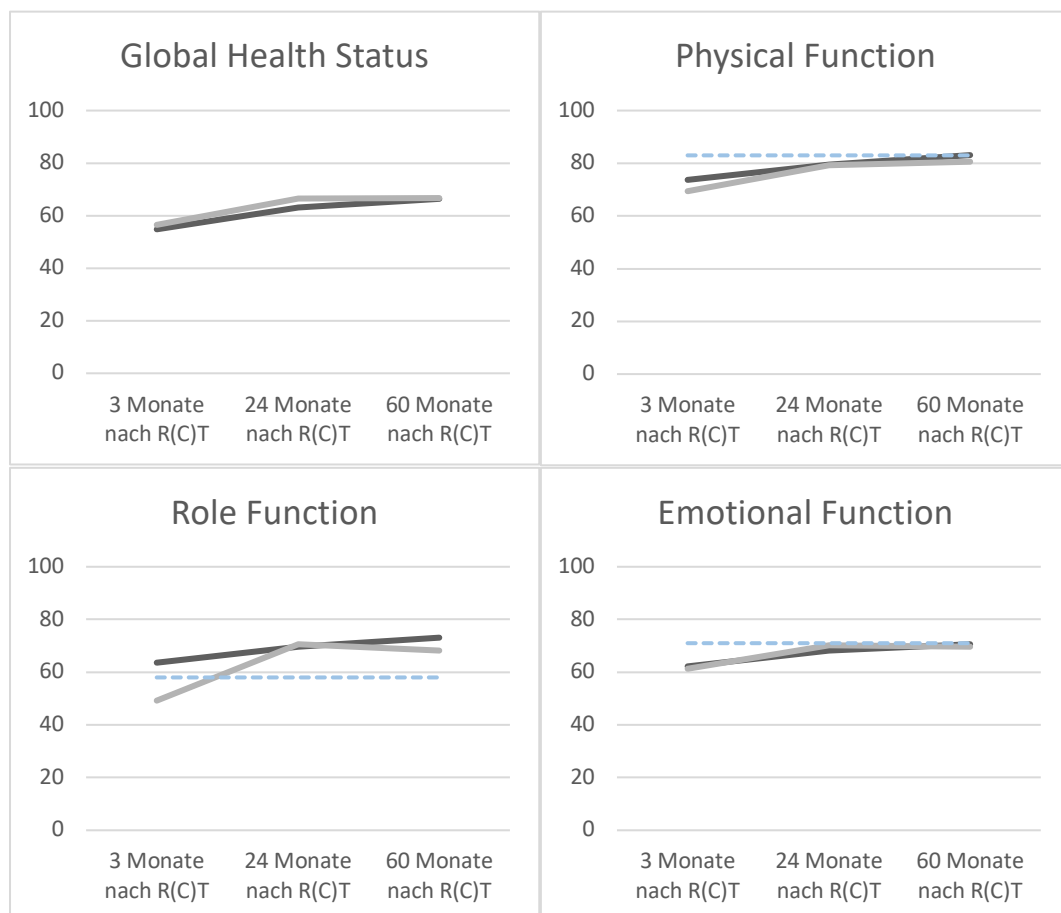 Global Health Status
100
80
60
40
20
0
3 Monate
nach R(C)T
24 Monate
nach R(C)T
60 Monate
nach R(C)T
Physical Function
100
80
60
40
20
0
3 Monate
nach R(C)T
24 Monate
nach R(C)T
60 Monate
nach R(C)T
Role Function
100
80
60
40
20
0
3 Monate
nach R(C)T
24 Monate
nach R(C)T
60 Monate
nach R(C)T
Emotional Function
100
80
60
40
20
0
3 Monate
nach R(C)T
24 Monate
nach R(C)T
60 Monate
nach R(C)T